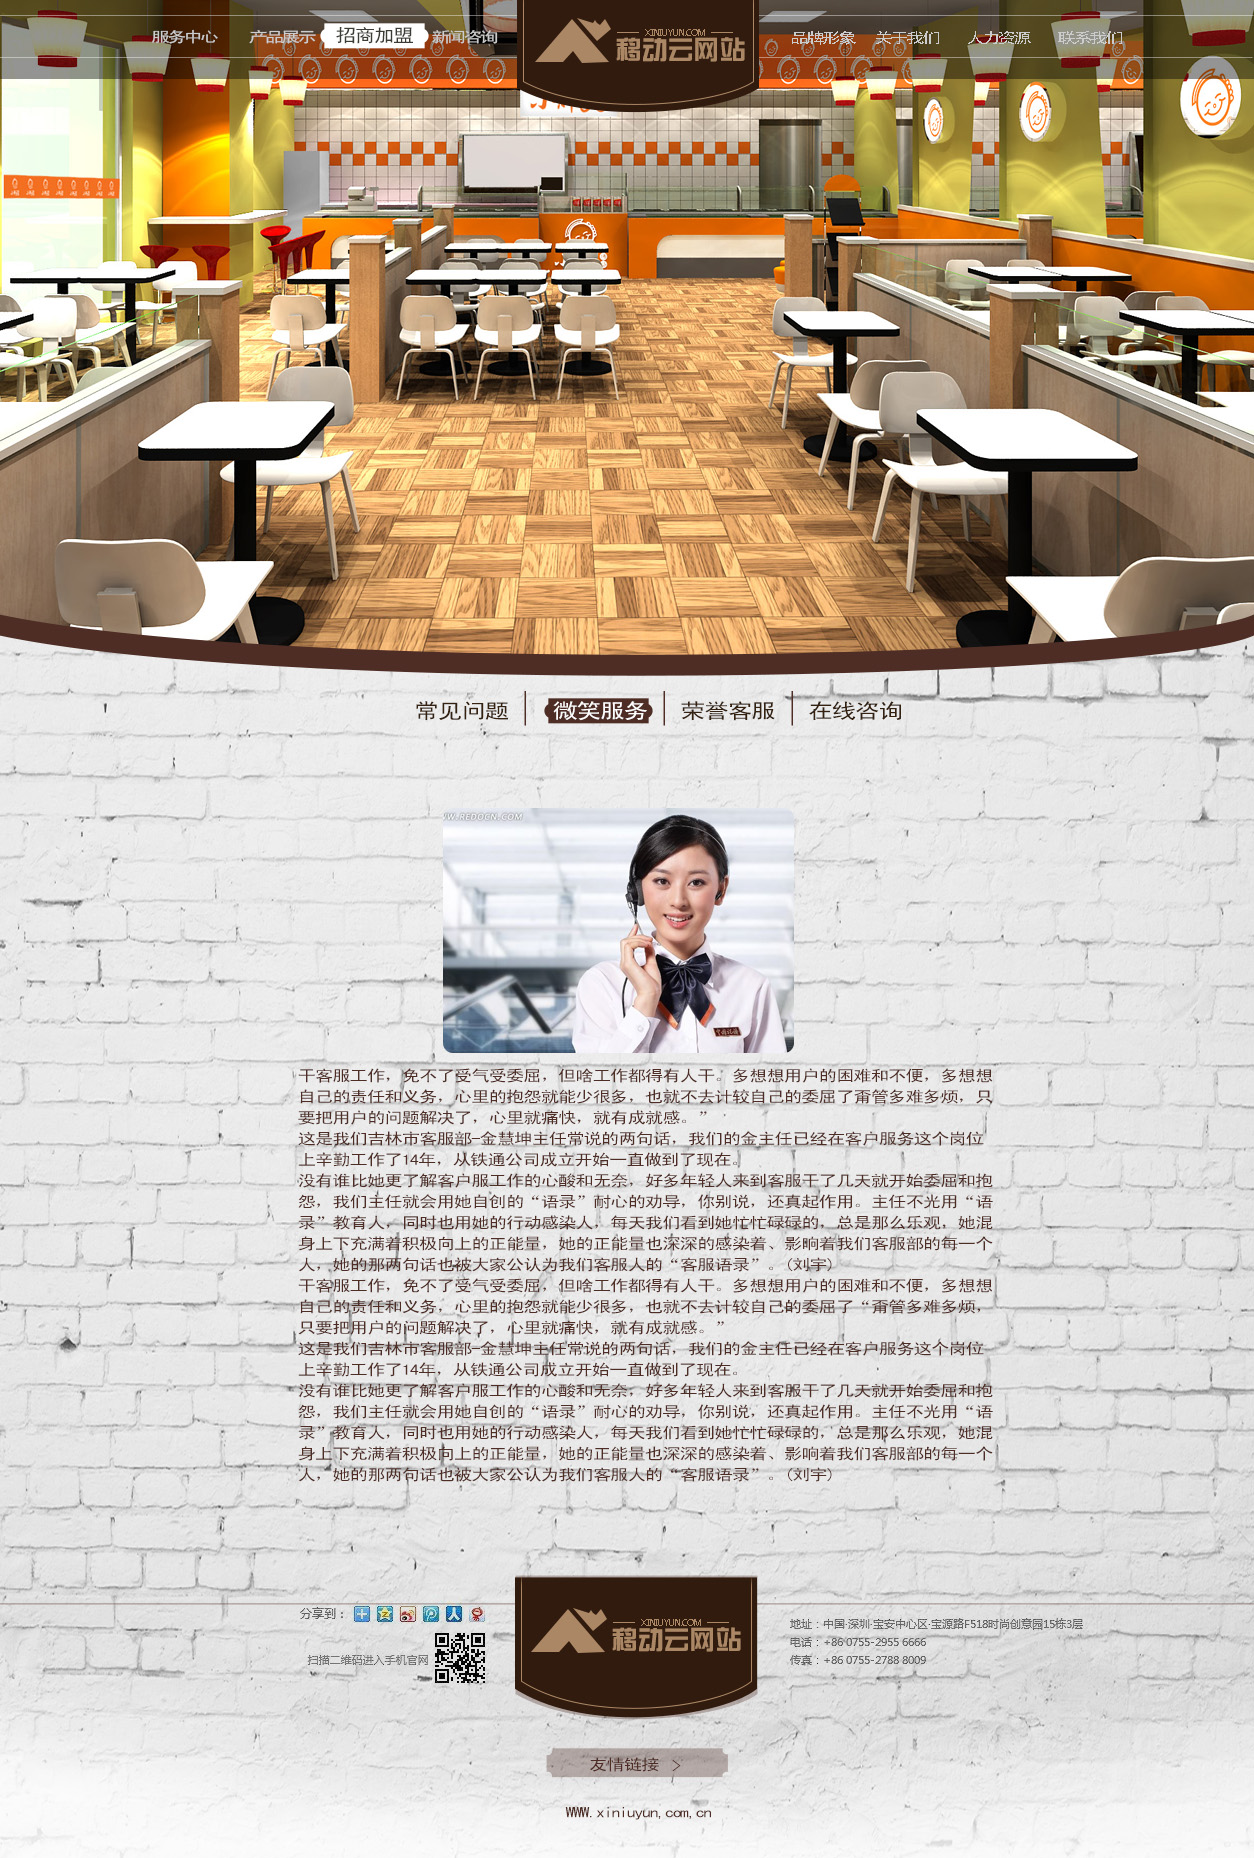 服务中心
产品展示
招商加盟
新闻咨询
XINIUYUN.COM
移动云网站
品牌形象
关于我们
人力资源
联系我们
常见问题
微笑服务
荣誉客服
在线咨询
W.REDOCN.COM
干客服工作，免不了受气受委屈，但啥工作都得有人干。多想想用户的困难和不便，多想想
自己的责任和义务，心里的抱怨就能少很多，也就不去计较自己的委屈了甭管多难多烦，只
要把用户的问题解决了，心里就痛快，就有成就感。”
这是我们吉林市客服部-金慧坤主任常说的两句话，我们的金主任已经在客户服务这个岗位
上辛勤工作了14年，从铁通公司成立开始一直做到了现在。
没有谁比她更了解客户服工作的心酸和无奈，好多年轻人来到客服干了几天就开始委屈和抱
怨，我们主任就会用她自创的“语录”耐心的劝导，你别说，还真起作用。主任不光用“语
录”教育人，同时也用她的行动感染人，每天我们看到她忙忙碌碌的，总是那么乐观，她混
身上下充满着积极向上的正能量，她的正能量也深深的感染着、影响着我们客服部的每一个
人，她的那两句话也被大家公认为我们客服人的“客服语录”。(刘宇)
干客服工作，免不了受气受委屈，但啥工作都得有人干。多想想用户的困难和不便，多想想
自己的责任和义务，心里的抱怨就能少很多，也就不去计较自己的委屈了“甭管多难多烦，
只要把用户的问题解决了，心里就痛快，就有成就感。”
这是我们吉林市客服部-金慧坤主任常说的两句话，我们的金主任已经在客户服务这个岗位
上辛勤工作了14年，从铁通公司成立开始一直做到了现在。
没有谁比她更了解客户服工作的心酸和无奈，好多年轻人来到客服干了几天就开始委屈和抱
怨，我们主任就会用她自创的“语录”耐心的劝导，你别说，还真起作用。主任不光用“语
录”教育人，同时也用她的行动感染人，每天我们看到她忙忙碌碌的，总是那么乐观，她混
身上下充满着积极向上的正能量，她的正能量也深深的感染着、影响着我们客服部的每一个
人，她的那两句话也被大家公认为我们客服人的“客服语录”。(刘宇)
分享到：
扫描二维码进入手机官网
XINIUYUN.COM
移动云网站
地址：中国·深圳·宝安中心区·宝源路F518时尚创意园15栋3层
电话：+86 0755-2955 6666
传真：+86 0755-2788 8009
友情链接 >
WWW.xiniuyun,com,cn